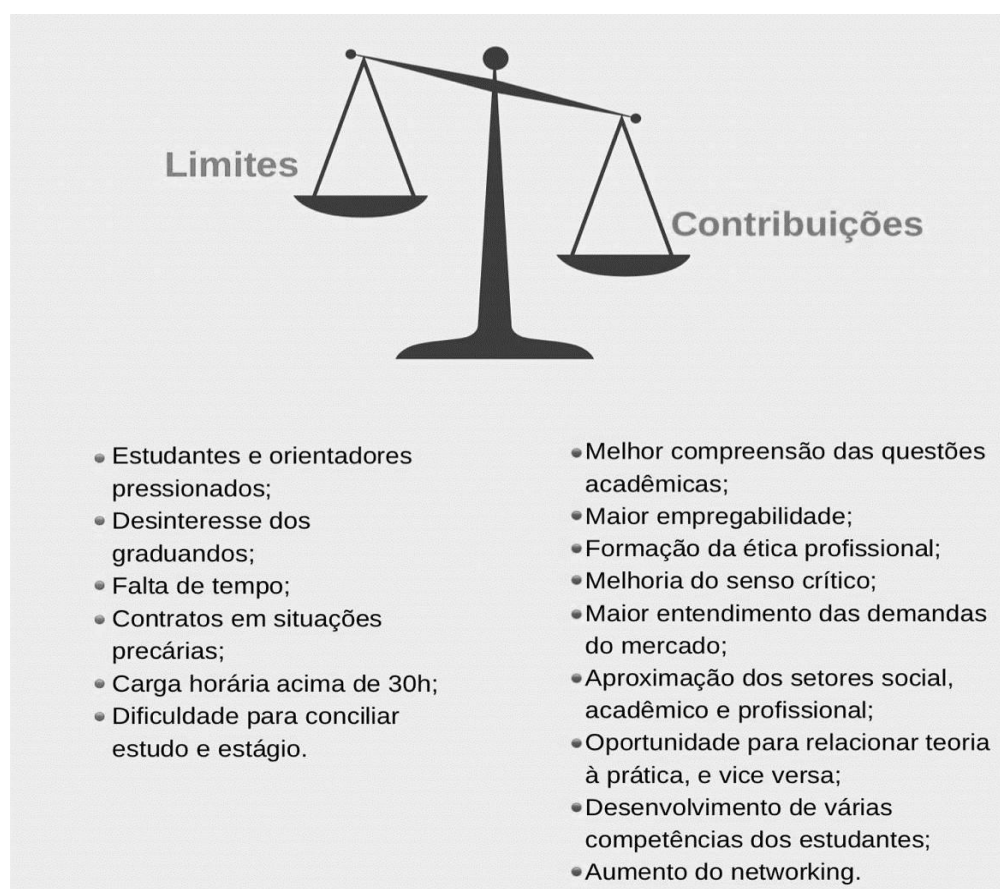 Limites
Contribuições
Estudantes e orientadores
pressionados;
Desinteresse dos
graduandos;
Falta de tempo;
Contratos em situações
precárias;
Carga horária acima de 30h;
Dificuldade para conciliar
estudo e estágio.
Melhor compreensão das questões
acadêmicas;
Maior empregabilidade;
Formação da ética profissional;
Melhoria do senso crítico;
Maior entendimento das demandas
do mercado;
Aproximação dos setores social,
acadêmico e profissional;
Oportunidade para relacionar teoria
à prática, e vice versa;
Desenvolvimento de várias
competências dos estudantes;
Aumento do networking.